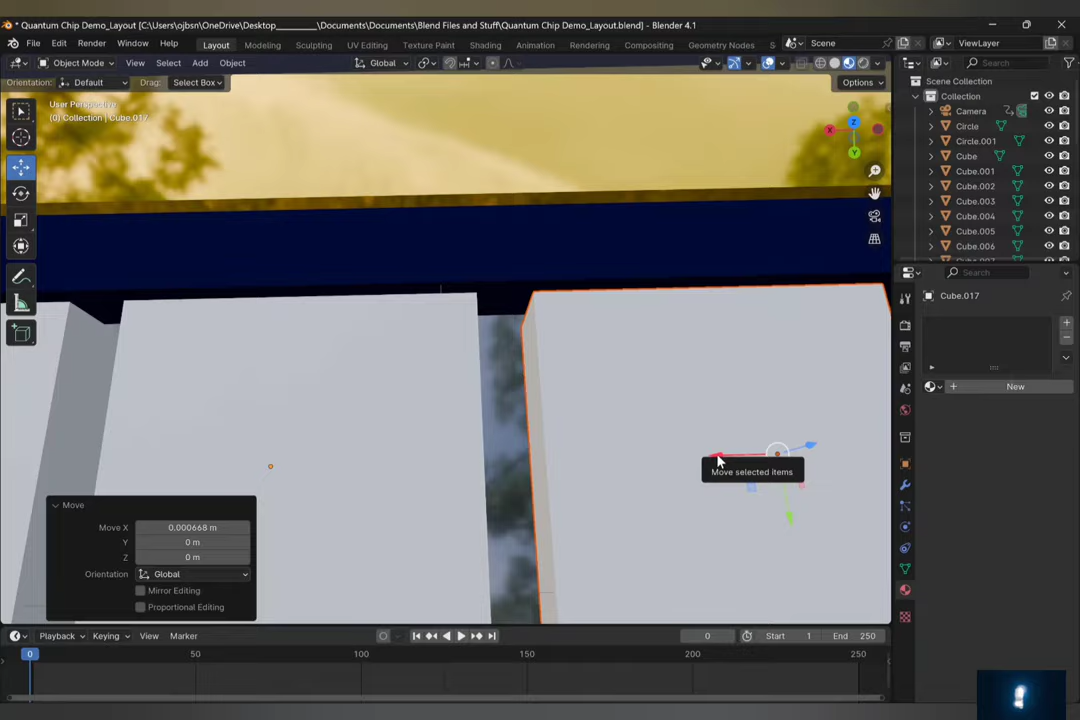 * Quantum Chip Demo_Layout [C:\Users\ojbsn\OneDrive\Desktop_________\Documents\Documents\Blend Files and Stuff\Quantum Chip Demo_Layout.blend] - Blender 4.1
File Edit Render Window Help Layout Modeling Sculpting UV Editing Texture Paint Shading Animation Rendering Compositing Geometry Nodes S Scene ViewLayer
Object Mode View Select Add Object Global Search
Orientation: Default Drag: Select Box Options
Scene Collection
Collection
User Perspective
(0) Collection | Cube.017
Camera
Circle
Circle.001
Cube
Cube.001
Cube.002
Cube.003
Cube.004
Cube.005
Cube.006
X
Y
Z
Search
Cube.017
New
Move selected items
Move
Move X 0.000668 m
Y 0 m
Z 0 m
Orientation Global
Mirror Editing
Proportional Editing
Playback Keying View Marker 0 Start 1 End 250
0 50 100 150 200 250